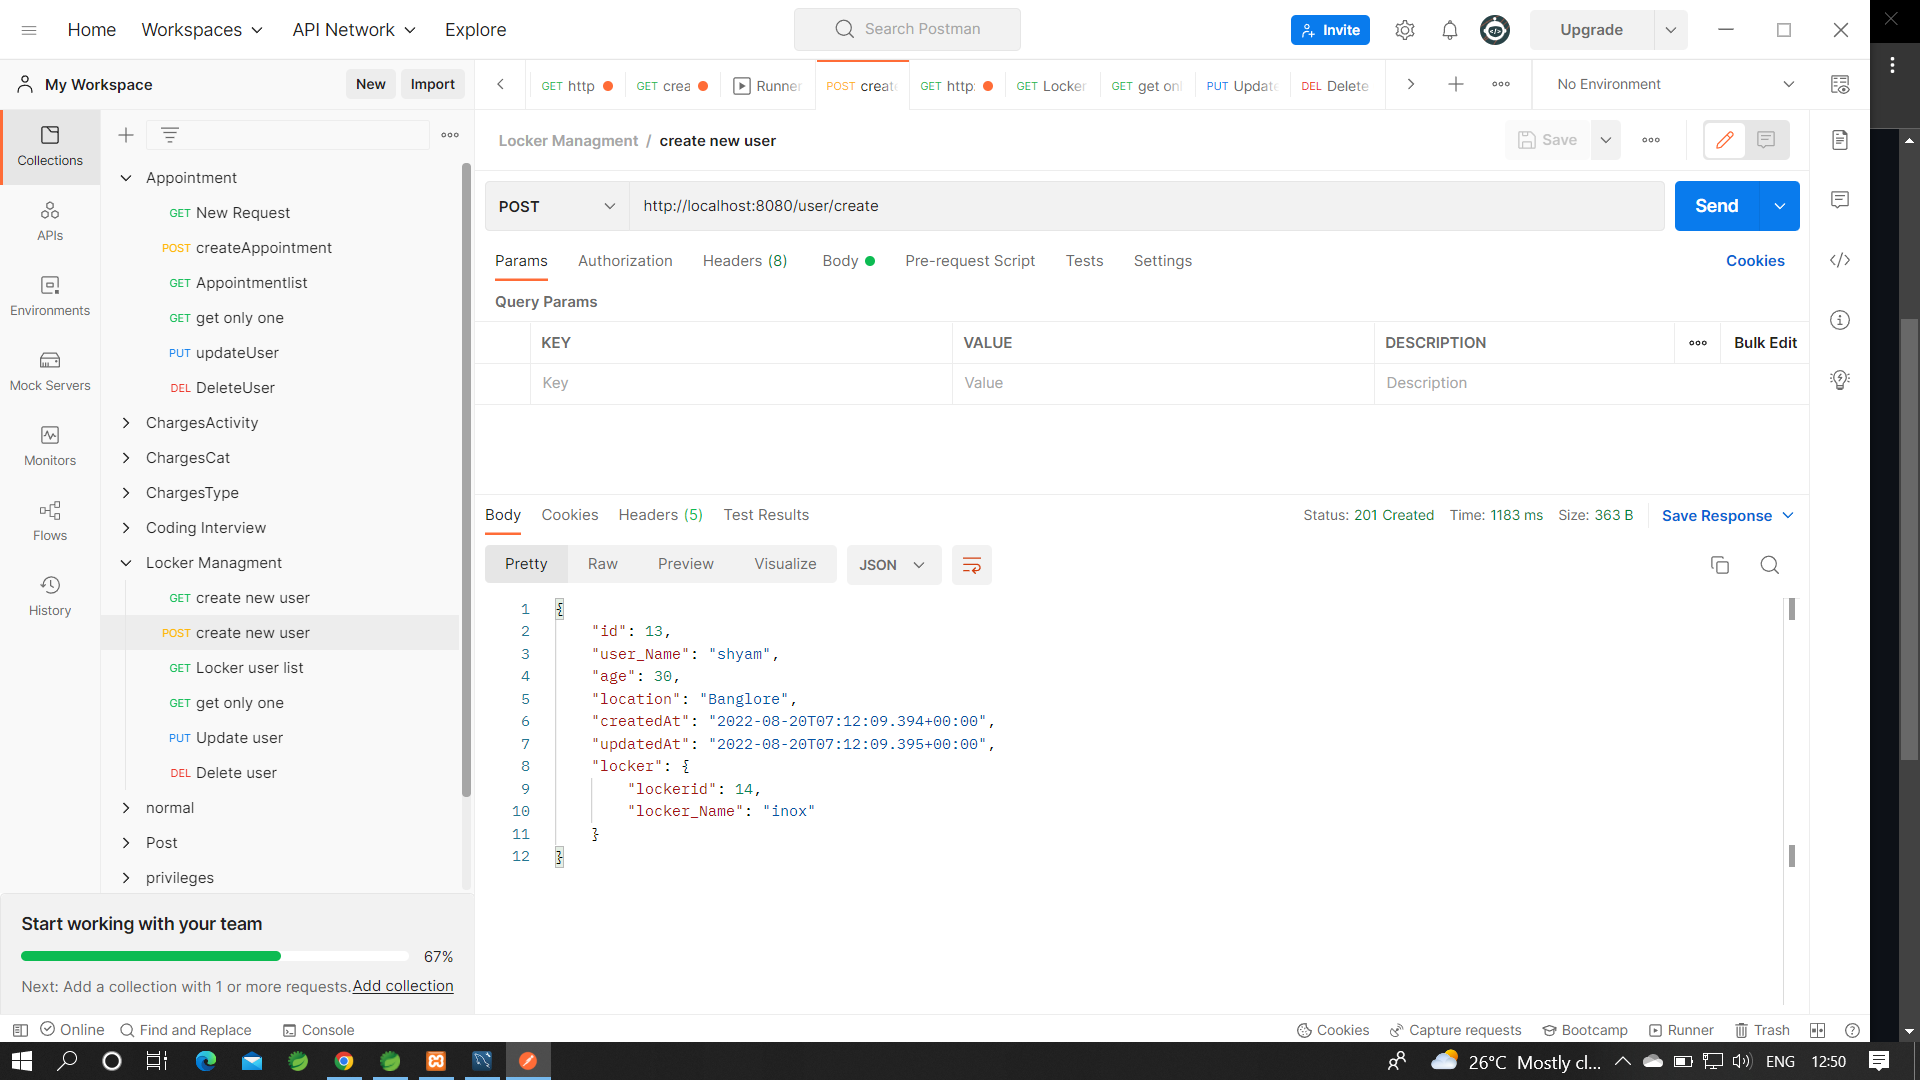 Home Workspaces API Network Explore Search Postman Invite Upgrade
My Workspace New Import GET http GET crea Runner POST create GET http: GET Locker GET get onl PUT Update DEL Delete No Environment
Locker Managment / create new user Save
Collections
APIs
Environments
Mock Servers
Monitors
Flows
History
Appointment
GET New Request
POST createAppointment
GET Appointmentlist
GET get only one
PUT updateUser
DEL DeleteUser
ChargesActivity
ChargesCat
ChargesType
Coding Interview
Locker Managment
GET create new user
POST create new user
GET Locker user list
GET get only one
PUT Update user
DEL Delete user
normal
Post
privileges
Start working with your team
67%
Next: Add a collection with 1 or more requests. Add collection
POST http://localhost:8080/user/create Send
Params Authorization Headers (8) Body Pre-request Script Tests Settings Cookies
Query Params
KEY VALUE DESCRIPTION Bulk Edit
Key Value Description
Body Cookies Headers (5) Test Results Status: 201 Created Time: 1183 ms Size: 363 B Save Response
Pretty Raw Preview Visualize JSON
1 {
2 "id": 13,
3 "user_Name": "shyam",
4 "age": 30,
5 "location": "Banglore",
6 "createdAt": "2022-08-20T07:12:09.394+00:00",
7 "updatedAt": "2022-08-20T07:12:09.395+00:00",
8 "locker": {
9 "lockerid": 14,
10 "locker_Name": "inox"
11 }
12 }
Online Find and Replace Console Cookies Capture requests Bootcamp Runner Trash
26°C Mostly cl... ENG 12:50